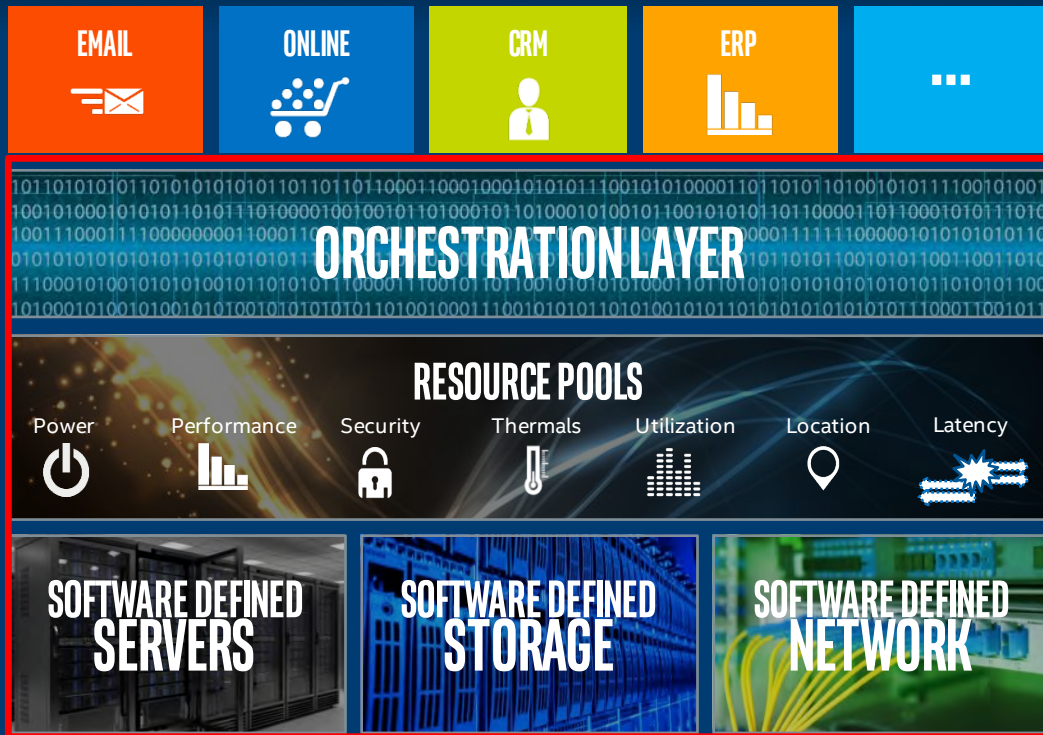 EMAIL
ONLINE
CRM
ERP
...
ORCHESTRATION LAYER
RESOURCE POOLS
Power
Performance
Security
Thermals
Utilization
Location
Latency
SOFTWARE DEFINED
SERVERS
SOFTWARE DEFINED
STORAGE
SOFTWARE DEFINED
NETWORK